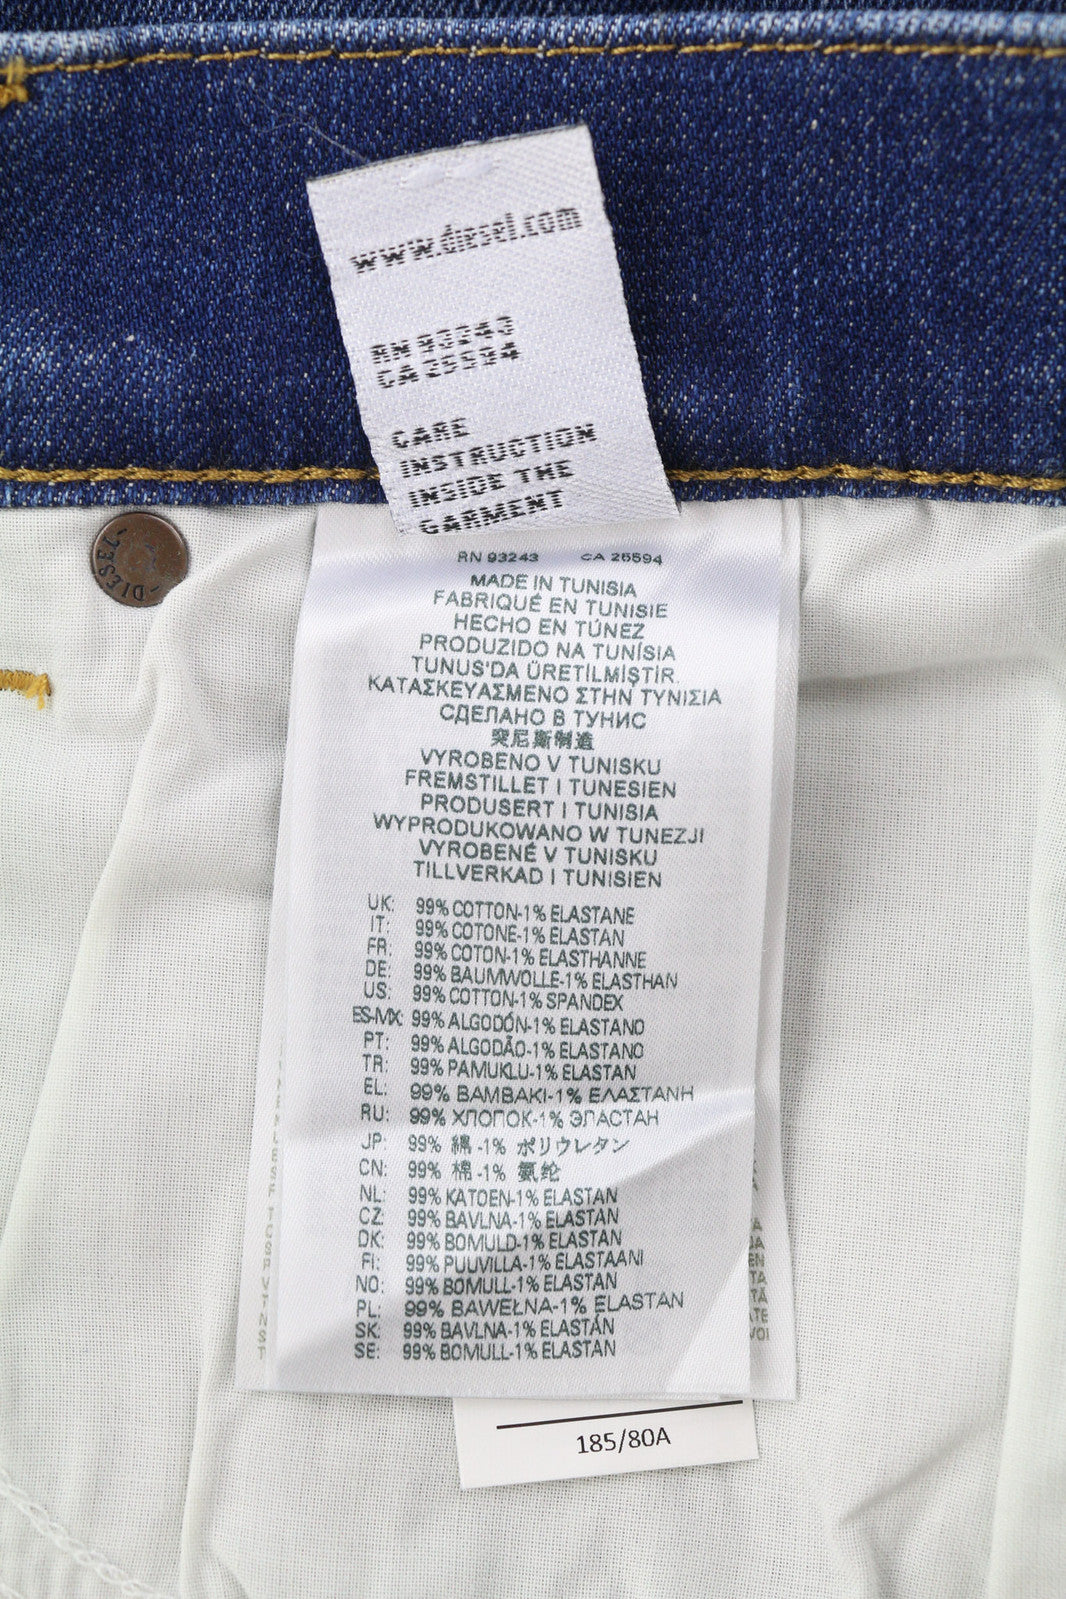 www.diesel.com
RN 93243
CA 25594
CARE
INSTRUCTION
INSIDE THE
GARMENT
DIESEL
RN 93243 CA 25594
MADE IN TUNISIA
FABRIQUÉ EN TUNISIE
HECHO EN TÚNEZ
PRODUZIDO NA TUNÍSIA
TUNUS'DA ÜRETİLMİŞTİR.
ΚΑΤΑΣΚΕΥΑΣΜΕΝΟ ΣΤΗΝ ΤΥΝΙΣΙΑ
СДЕЛАНО В ТУНИС
突尼斯制造
VYROBENO V TUNISKU
FREMSTILLET I TUNESIEN
PRODUSERT I TUNISIA
WYPRODUKOWANO W TUNEZJI
VYROBENÉ V TUNISKU
TILLVERKAD I TUNISIEN
UK: 99% COTTON-1% ELASTANE
IT: 99% COTONE-1% ELASTAN
FR: 99% COTON-1% ELASTHANNE
DE: 99% BAUMWOLLE-1% ELASTHAN
US: 99% COTTON-1% SPANDEX
ES-MX: 99% ALGODÓN-1% ELASTANO
PT: 99% ALGODÃO-1% ELASTANO
TR: 99% PAMUKLU-1% ELASTAN
EL: 99% ΒΑΜΒΑΚΙ-1% ΕΛΑΣΤΑΝΗ
RU: 99% ХЛОПОК-1% ЭЛАСТАН
JP: 99% 綿 -1% ポリウレタン
CN: 99% 棉 -1% 氨纶
NL: 99% KATOEN-1% ELASTAN
CZ: 99% BAVLNA-1% ELASTAN
DK: 99% BOMULD-1% ELASTAN
FI: 99% PUUVILLA-1% ELASTAANI
NO: 99% BOMULL-1% ELASTAN
PL: 99% BAWEŁNA-1% ELASTAN
SK: 99% BAVLNA-1% ELASTÁN
SE: 99% BOMULL-1% ELASTAN
185/80A